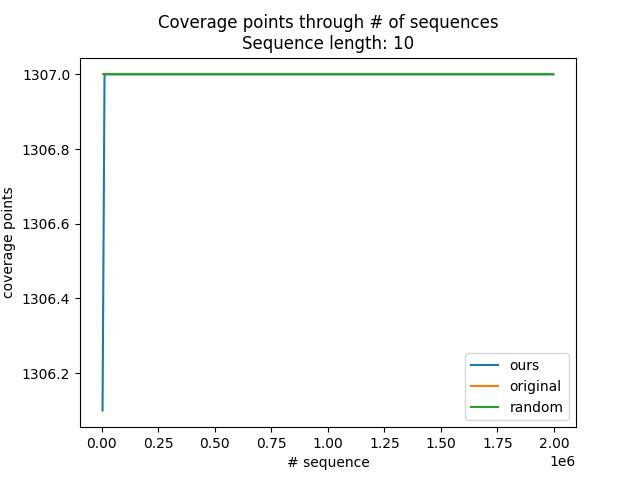 Coverage points through # of sequences
Sequence length: 10
1307.0
1306.8
1306.6
1306.4
1306.2
coverage points
0.00 0.25 0.50 0.75 1.00 1.25 1.50 1.75 2.00
1e6
# sequence
ours
original
random